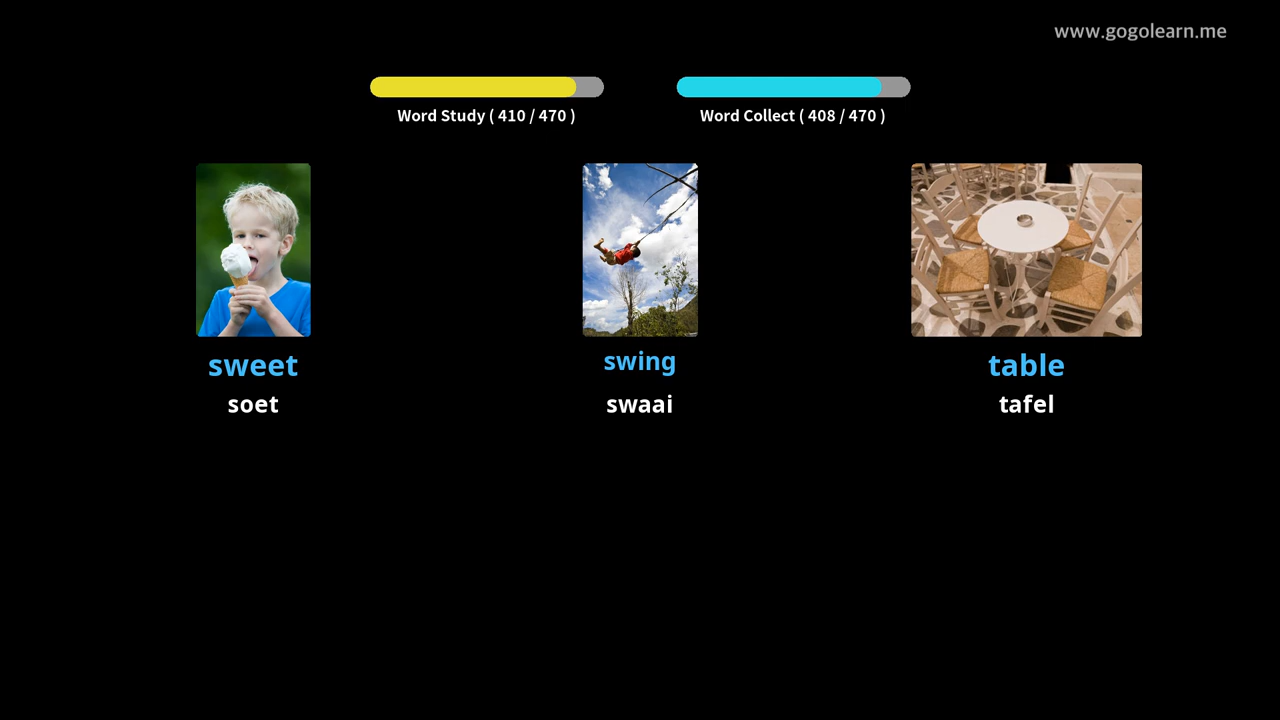 www.gogolearn.me
Word Study ( 410 / 470 )
Word Collect ( 408 / 470 )
sweet
soet
swing
swaai
table
tafel